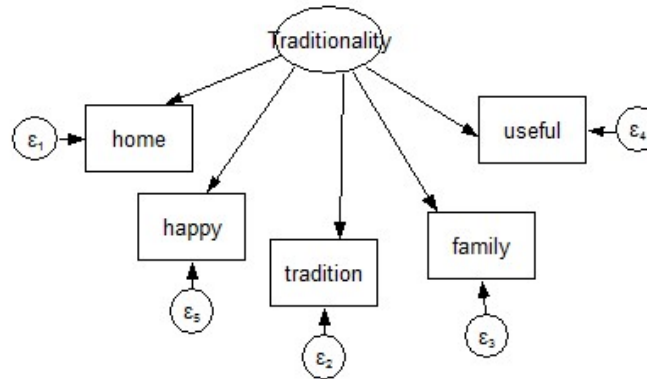 Traditionality
home
ε1
useful
ε4
happy
family
tradition
ε5
ε3
ε2